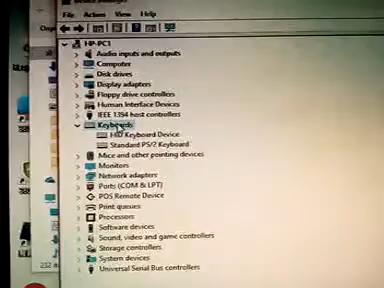 File Action View Help
HP-PC1
Audio inputs and outputs
Computer
Disk drives
Display adapters
Floppy drive controllers
Human Interface Devices
IEEE 1394 host controllers
Keyboards
HID Keyboard Device
Standard PS/2 Keyboard
Mice and other pointing devices
Monitors
Network adapters
Ports (COM & LPT)
POS Remote Device
Print queues
Processors
Software devices
Sound, video and game controllers
Storage controllers
System devices
Universal Serial Bus controllers